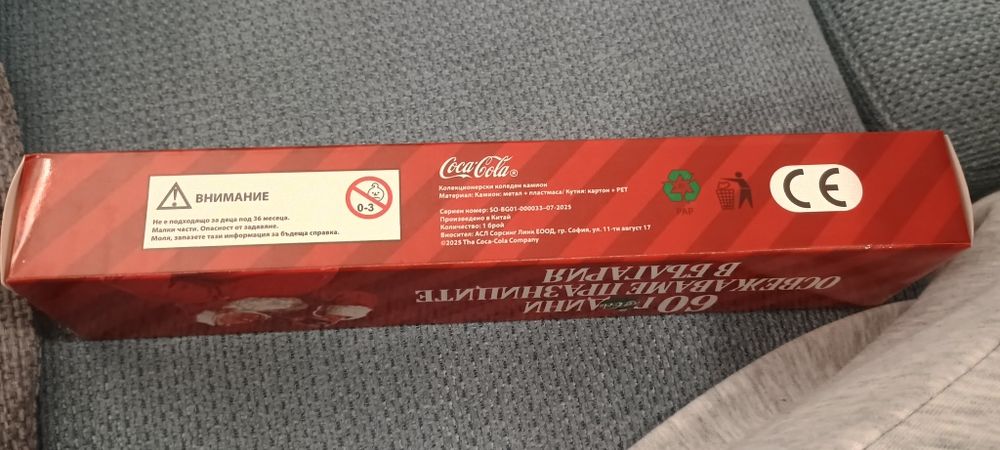 ВНИМАНИЕ
0-3
Не е подходящо за деца под 36 месеца.
Малки части. Опасност от задавяне.
Моля, запазете тази информация за бъдеща справка.
Coca-Cola®
Колекционерски коледен камион
Материал: Камион: метал + пластмаса/ Кутия: картон + PET
Сериен номер: SO-BG01-000033-07-2025
Произведено в Китай
Количество: 1 брой
Вносител: АСЛ Сорсинг Линк ЕООД, гр. София, ул. 11-ти август 17
©2025 The Coca-Cola Company
PAP
CE
60 ГОДИНИ
ОСВЕЖАВАМЕ ПРАЗНИЦИТЕ
В БЪЛГАРИЯ